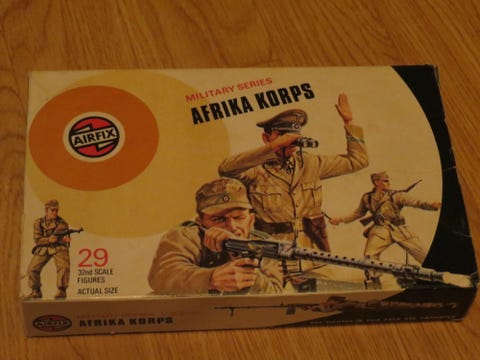 MILITARY SERIES
AFRIKA KORPS
AIRFIX
29
32nd SCALE
FIGURES
ACTUAL SIZE
AIRFIX
AFRIKA KORPS